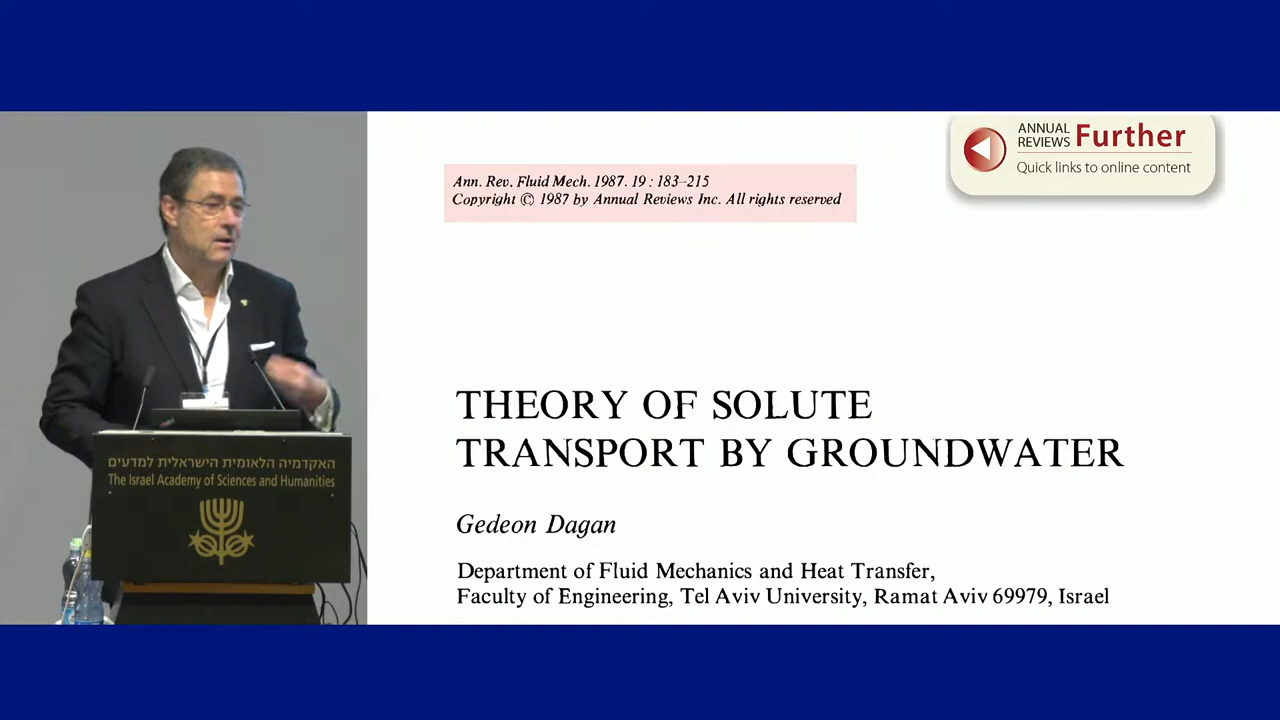 האקדמיה הלאומית הישראלית למדעים
The Israel Academy of Sciences and Humanities
ANNUAL REVIEWS Further
Quick links to online content
Ann. Rev. Fluid Mech. 1987. 19 : 183–215
Copyright © 1987 by Annual Reviews Inc. All rights reserved
THEORY OF SOLUTE
TRANSPORT BY GROUNDWATER
Gedeon Dagan
Department of Fluid Mechanics and Heat Transfer,
Faculty of Engineering, Tel Aviv University, Ramat Aviv 69979, Israel